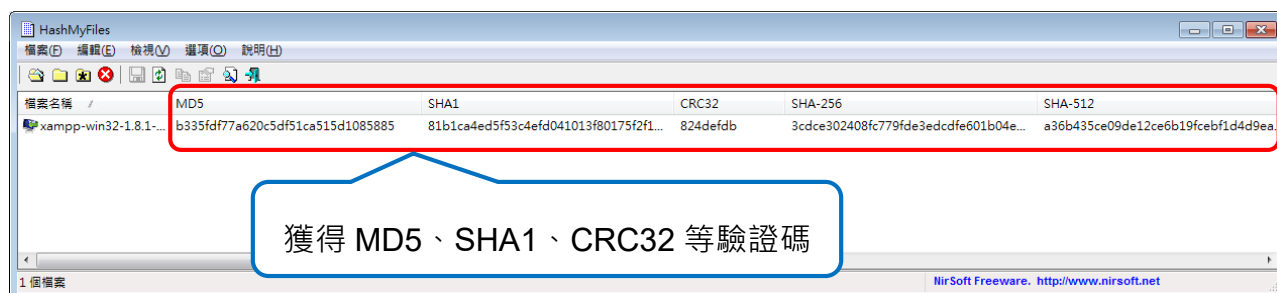 HashMyFiles
檔案(F) 編輯(E) 檢視(V) 選項(O) 說明(H)
檔案名稱 / MD5 SHA1 CRC32 SHA-256 SHA-512
xampp-win32-1.8.1-... b335fdf77a620c5df51ca515d1085885 81b1ca4ed5f53c4efd041013f80175f2f1... 824defdb 3cdce302408fc779fde3edcdfe601b04e... a36b435ce09de12ce6b19fcebf1d4d9ea.
獲得 MD5、SHA1、CRC32 等驗證碼
1 個檔案 NirSoft Freeware. http://www.nirsoft.net